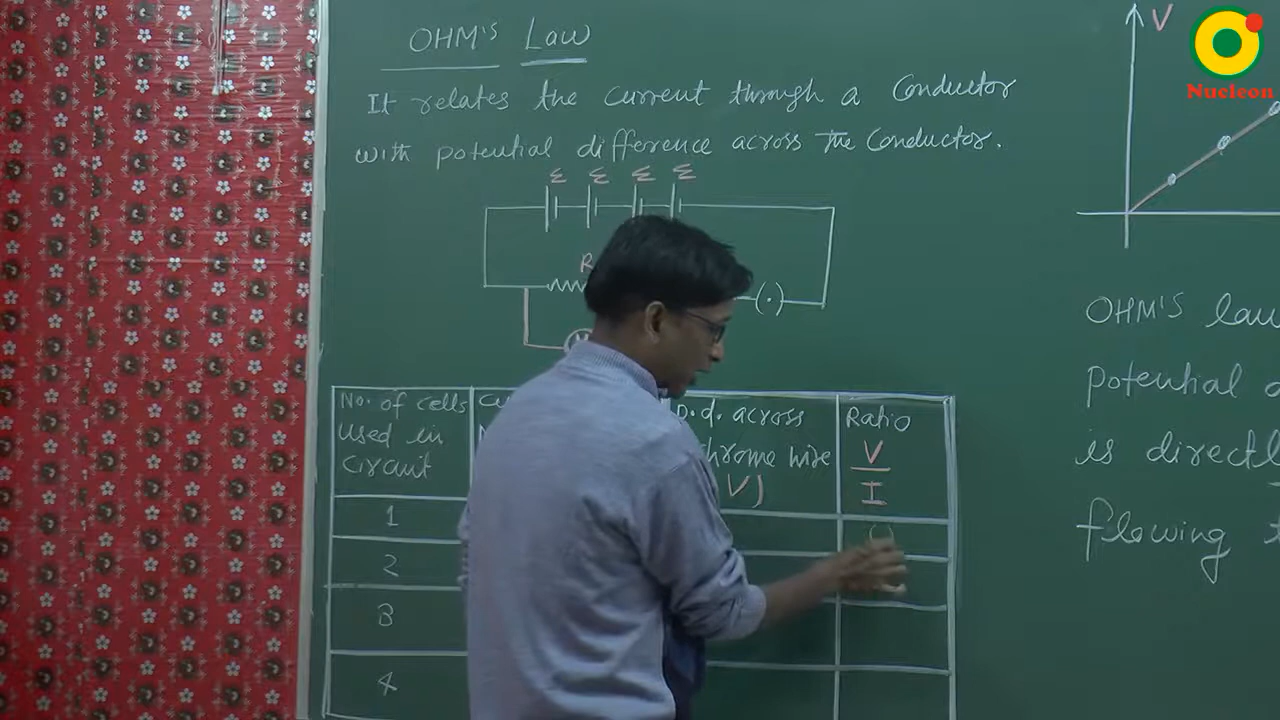 OHM'S Law
It relates the current through a Conductor
with potential difference across the Conductor.
Σ Σ Σ Σ
R
No. of cells
used in
circuit
P.d. across
chrome wire
V)
Ratio
V
I
1
2
3
4
V
Nucleon
OHM'S law
potential
is
flowing